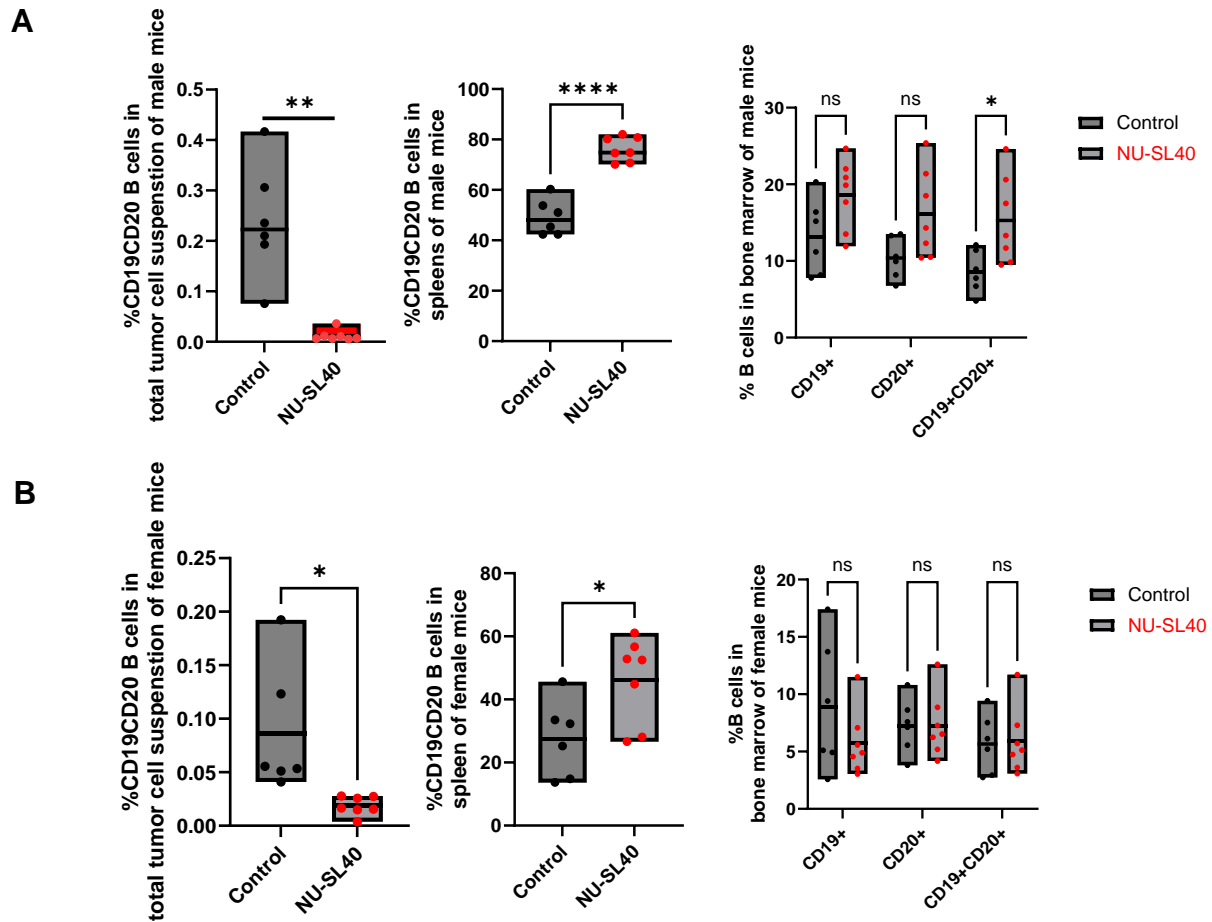 A
%CD19CD20 B cells in
total tumor cell suspenstion of male mice
0.5
0.4
0.3
0.2
0.1
0.0
**
Control
NU-SL40
%CD19CD20 B cells in
spleens of male mice
100
80
60
40
20
0
****
Control
NU-SL40
% B cells in bone marrow of male mice
30
20
10
0
ns
ns
*
CD19+
CD20+
CD19+CD20+
Control
NU-SL40
B
%CD19CD20 B cells in
total tumor cell suspenstion of female mice
0.25
0.20
0.15
0.10
0.05
0.00
*
Control
NU-SL40
%CD19CD20 B cells in
spleen of female mice
80
60
40
20
0
*
Control
NU-SL40
%B cells in
bone marrow of female mice
20
15
10
5
0
ns
ns
ns
CD19+
CD20+
CD19+CD20+
Control
NU-SL40